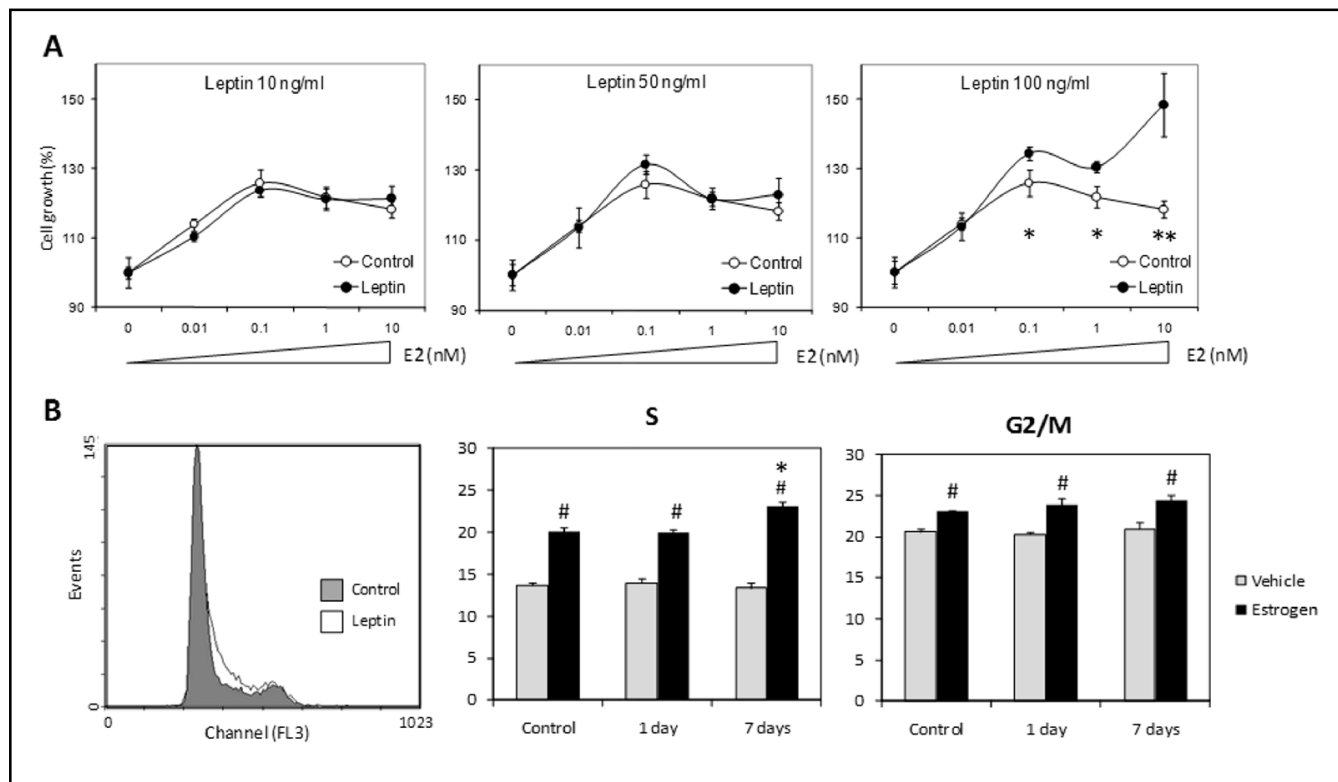 A
Leptin 10 ng/ml
Leptin 50 ng/ml
Leptin 100 ng/ml
Cell growth (%)
150
130
110
90
Control
Leptin
0 0.01 0.1 1 10
E2 (nM)
150
130
110
90
Control
Leptin
0 0.01 0.1 1 10
E2 (nM)
150
130
110
90
* * **
Control
Leptin
0 0.01 0.1 1 10
E2 (nM)
B
145
Events
0
Control
Leptin
0 1023
Channel (FL3)
S
30
25
20
15
10
5
0
# # *
#
Control 1 day 7 days
G2/M
30
25
20
15
10
5
0
# # #
Control 1 day 7 days
Vehicle
Estrogen